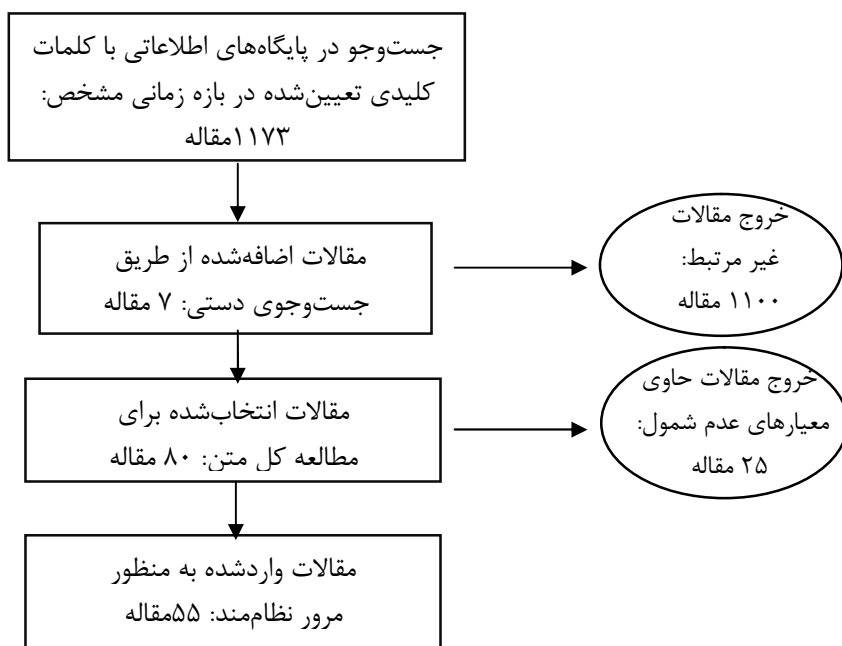 جست‌وجو در پایگاه‌های اطلاعاتی با کلمات
کلیدی تعیین‌شده در بازه زمانی مشخص:
۱۱۷۳مقاله
مقالات اضافه‌شده از طریق
جست‌وجوی دستی: ۷ مقاله
خروج مقالات
غیر مرتبط:
۱۱۰۰ مقاله
مقالات انتخاب‌شده برای
مطالعه کل متن: ۸۰ مقاله
خروج مقالات حاوی
معیارهای عدم شمول:
۲۵ مقاله
مقالات واردشده به منظور
مرور نظام‌مند: ۵۵مقاله